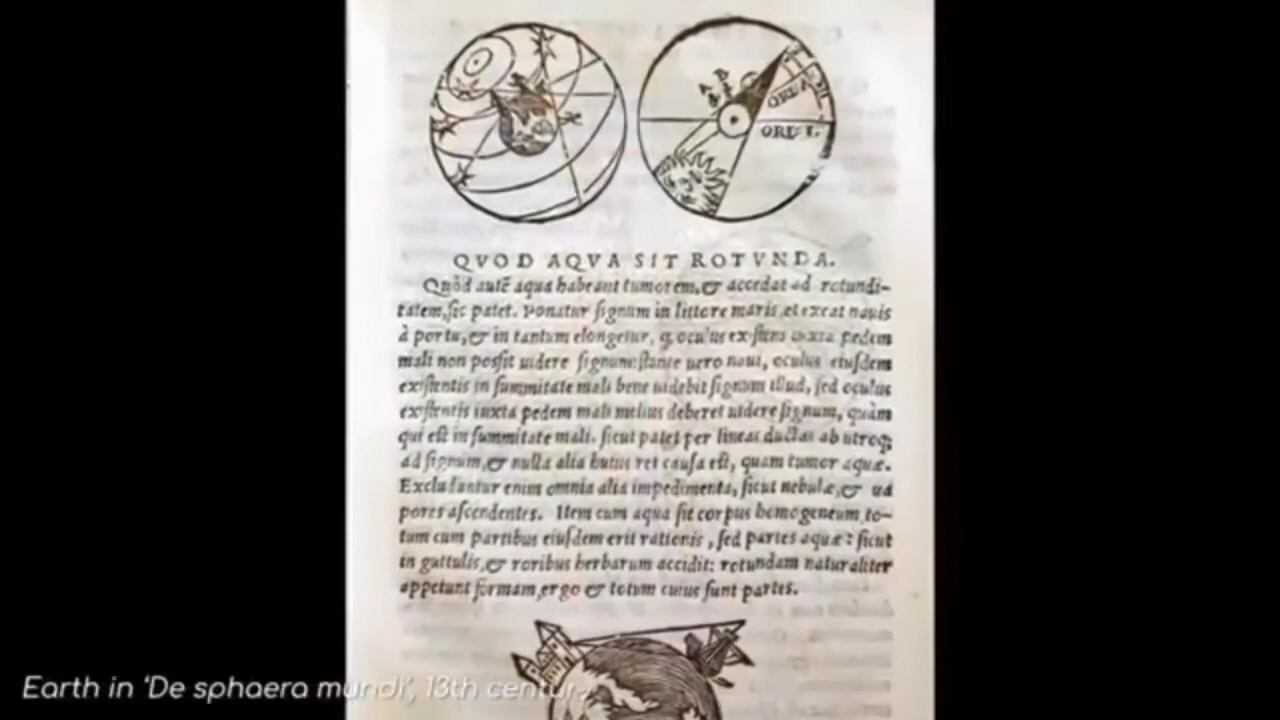 ORIE. I.
QVOD AQVA SIT ROTVNDA.
Quòd autē aqua habeant tumorem, & accedat ad rotundi-
tatem, sic patet. Ponatur signum in littore maris et exeat nauis
à portu, & in tantum elongetur, q oculus existens iuxta pedem
mali non possit uidere signum: stante uero naui, oculus eiusdem
existentis in summitate mali bene uidebit signum illud, sed oculus
existentis iuxta pedem mali melius deberet uidere signum, quàm
qui est in summitate mali. sicut patet per lineas ductas ab utroq;
ad signum, & nulla alia huius rei causa est, quam tumor aquæ.
Excludantur enim omnia alia impedimenta, sicut nebulæ, & ua
pores ascendentes. Item cum aqua sit corpus homogeneum, to-
tum cum partibus eiusdem erit rationis, sed partes aquæ: sicut
in guttulis, & roribus herbarum accidit: rotundam naturaliter
appetunt formam, ergo & totum cuius sunt partes.
Earth in 'De sphaera mundi', 13th century